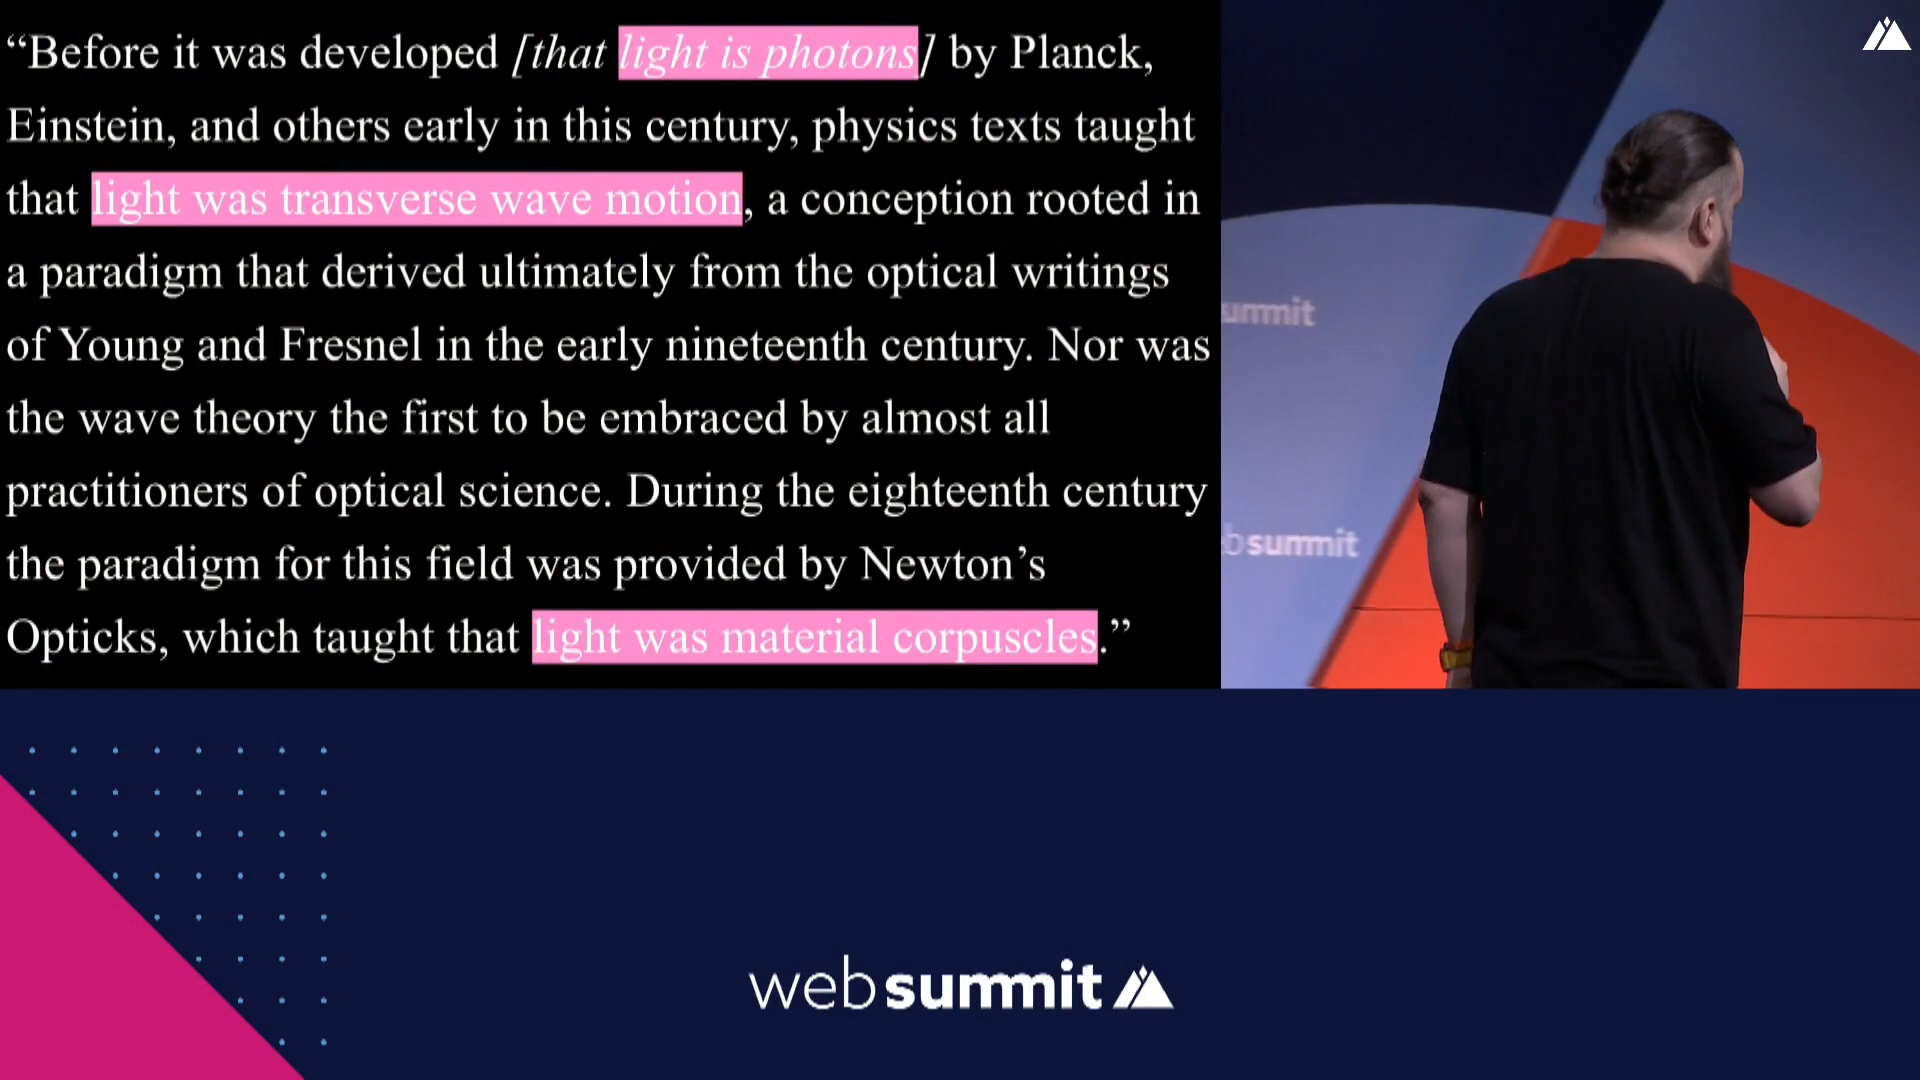 “Before it was developed [that light is photons] by Planck,
Einstein, and others early in this century, physics texts taught
that light was transverse wave motion, a conception rooted in
a paradigm that derived ultimately from the optical writings
of Young and Fresnel in the early nineteenth century. Nor was
the wave theory the first to be embraced by almost all
practitioners of optical science. During the eighteenth century
the paradigm for this field was provided by Newton’s
Opticks, which taught that light was material corpuscles.”
summit
summit
web summit